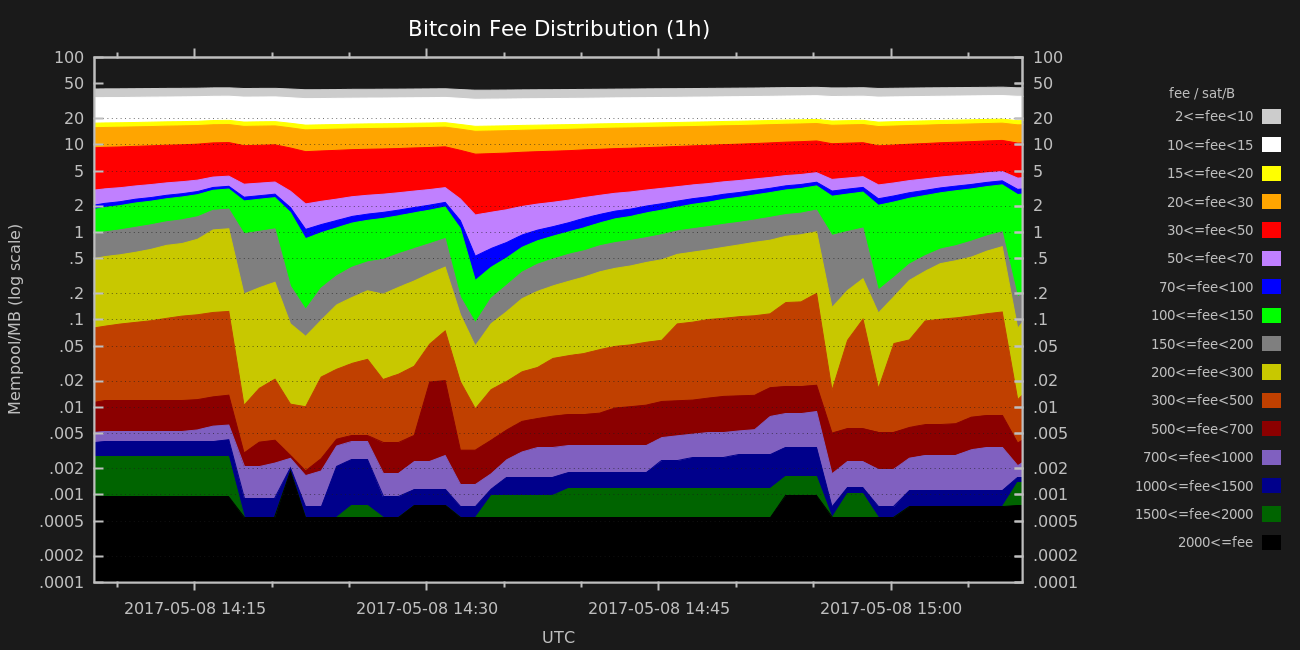 Bitcoin Fee Distribution (1h)
100
50
20
10
5
2
1
.5
.2
.1
.05
.02
.01
.005
.002
.001
.0005
.0002
.0001
Mempool/MB (log scale)
100
50
20
10
5
2
1
.5
.2
.1
.05
.02
.01
.005
.002
.001
.0005
.0002
.0001
2017-05-08 14:15
2017-05-08 14:30
2017-05-08 14:45
2017-05-08 15:00
UTC
fee / sat/B
2<=fee<10
10<=fee<15
15<=fee<20
20<=fee<30
30<=fee<50
50<=fee<70
70<=fee<100
100<=fee<150
150<=fee<200
200<=fee<300
300<=fee<500
500<=fee<700
700<=fee<1000
1000<=fee<1500
1500<=fee<2000
2000<=fee